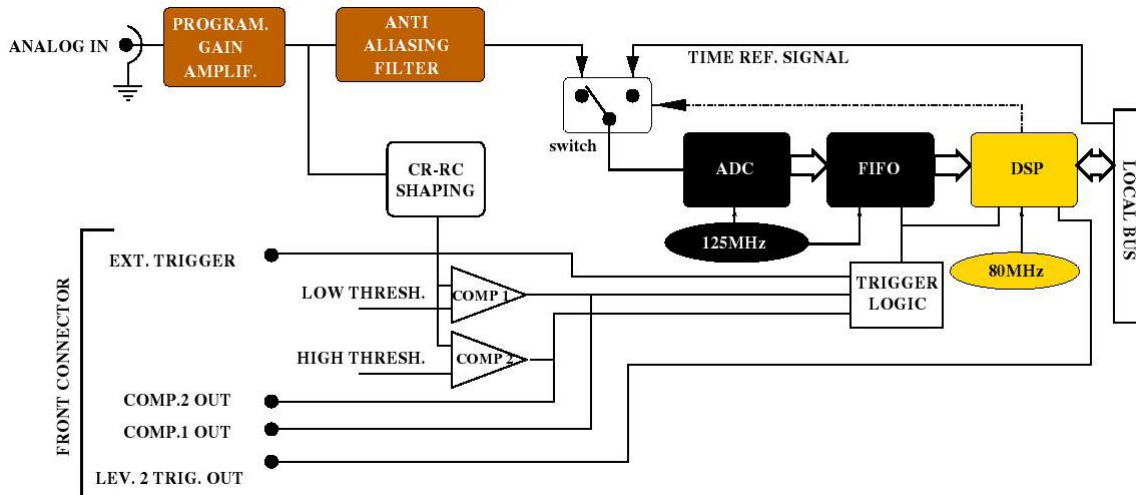 ANALOG IN
PROGRAM.
GAIN
AMPLIF.
ANTI
ALIASING
FILTER
TIME REF. SIGNAL
switch
CR-RC
SHAPING
ADC
FIFO
DSP
LOCAL BUS
125MHz
80MHz
FRONT CONNECTOR
EXT. TRIGGER
LOW THRESH.
COMP 1
TRIGGER
LOGIC
HIGH THRESH.
COMP 2
COMP.2 OUT
COMP.1 OUT
LEV. 2 TRIG. OUT